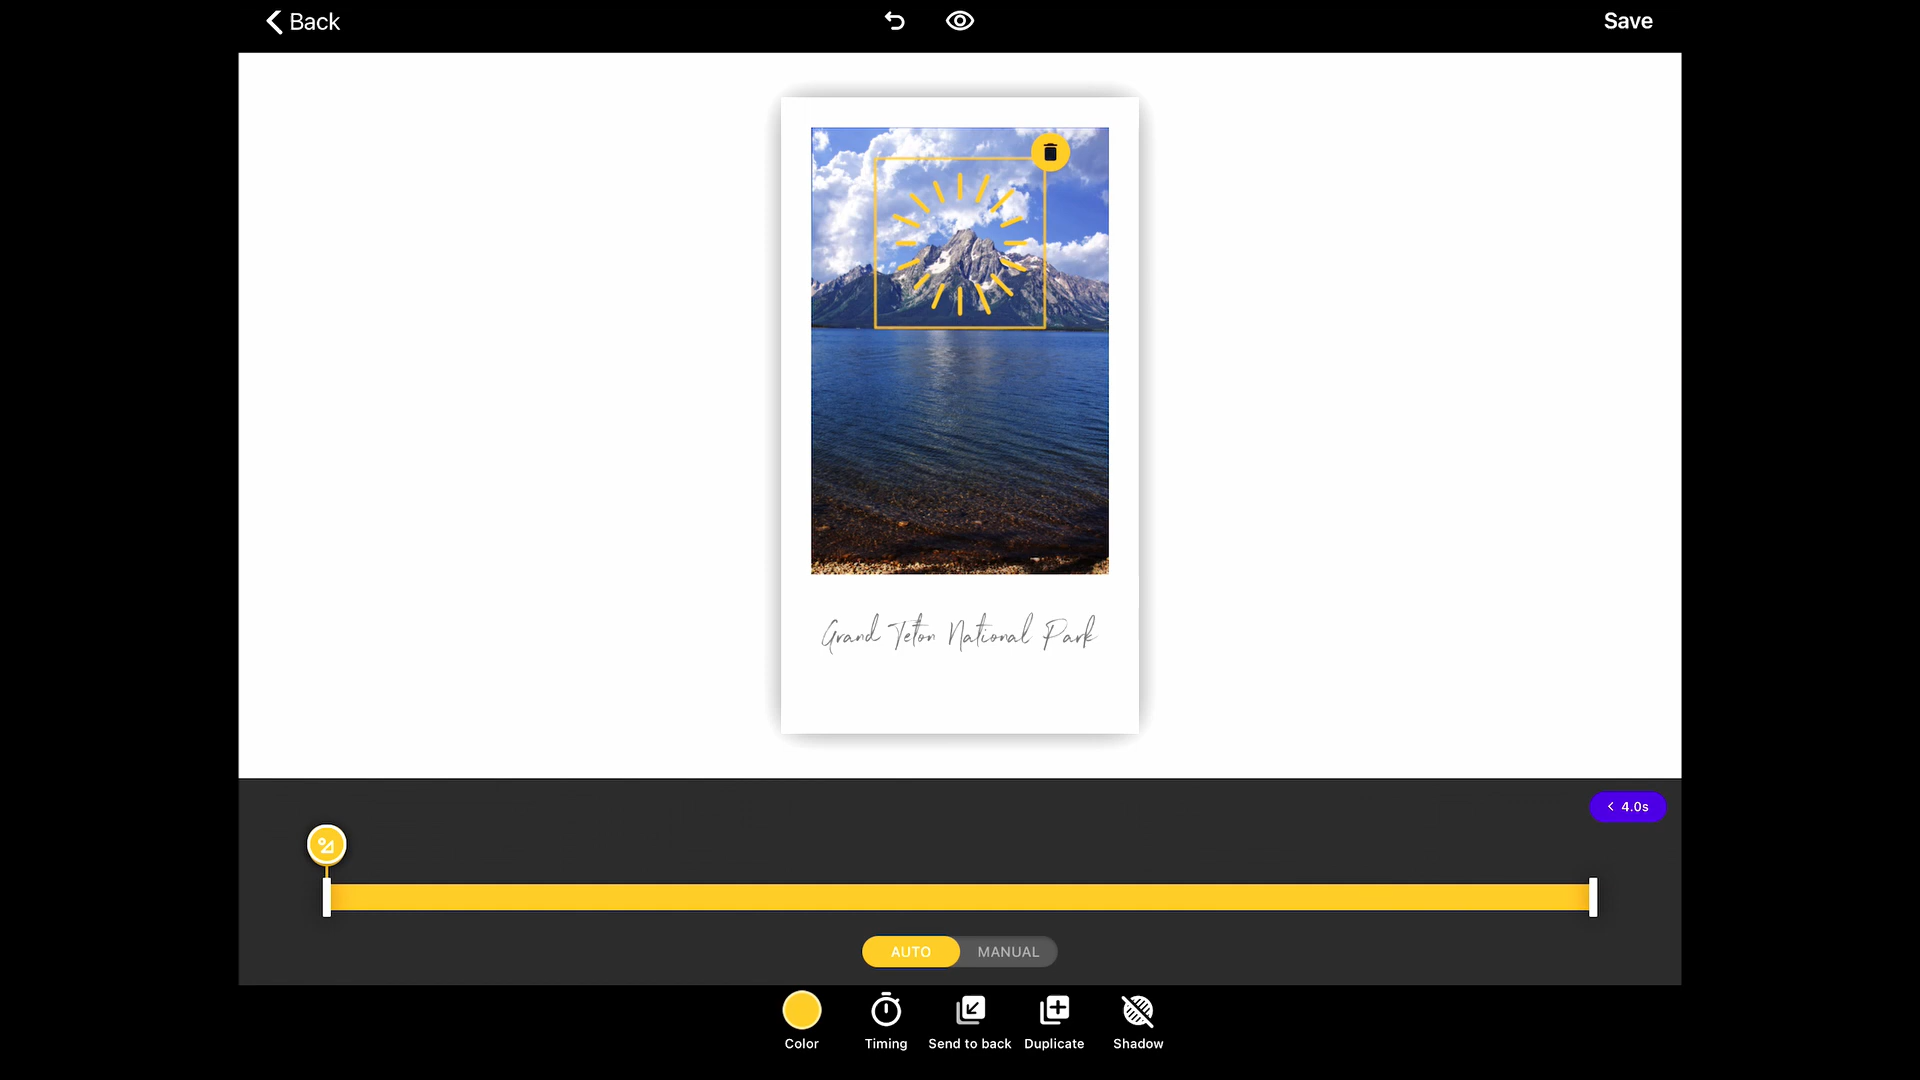 Back
Save
Grand Teton National Park
4.0s
AUTO MANUAL
Color Timing Send to back Duplicate Shadow